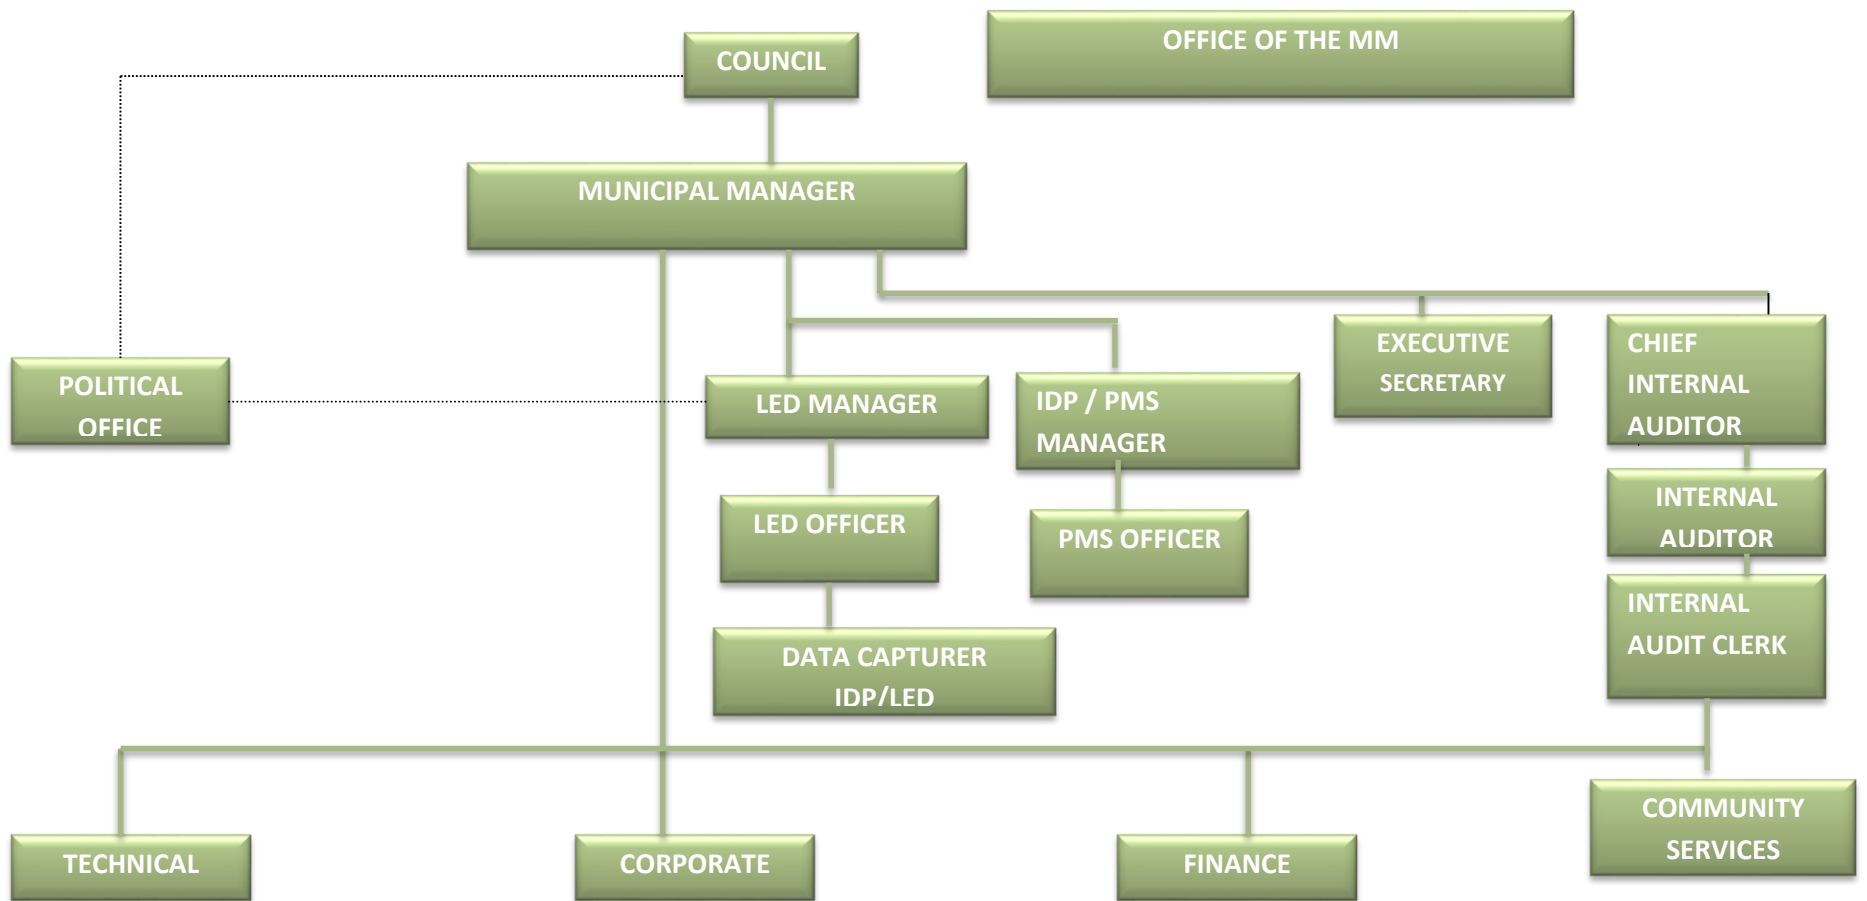 OFFICE OF THE MM
COUNCIL
MUNICIPAL MANAGER
EXECUTIVE
SECRETARY
CHIEF
INTERNAL
AUDITOR
POLITICAL
OFFICE
LED MANAGER
IDP / PMS
MANAGER
INTERNAL
AUDITOR
LED OFFICER
PMS OFFICER
INTERNAL
AUDIT CLERK
DATA CAPTURER
IDP/LED
COMMUNITY
SERVICES
TECHNICAL
CORPORATE
FINANCE